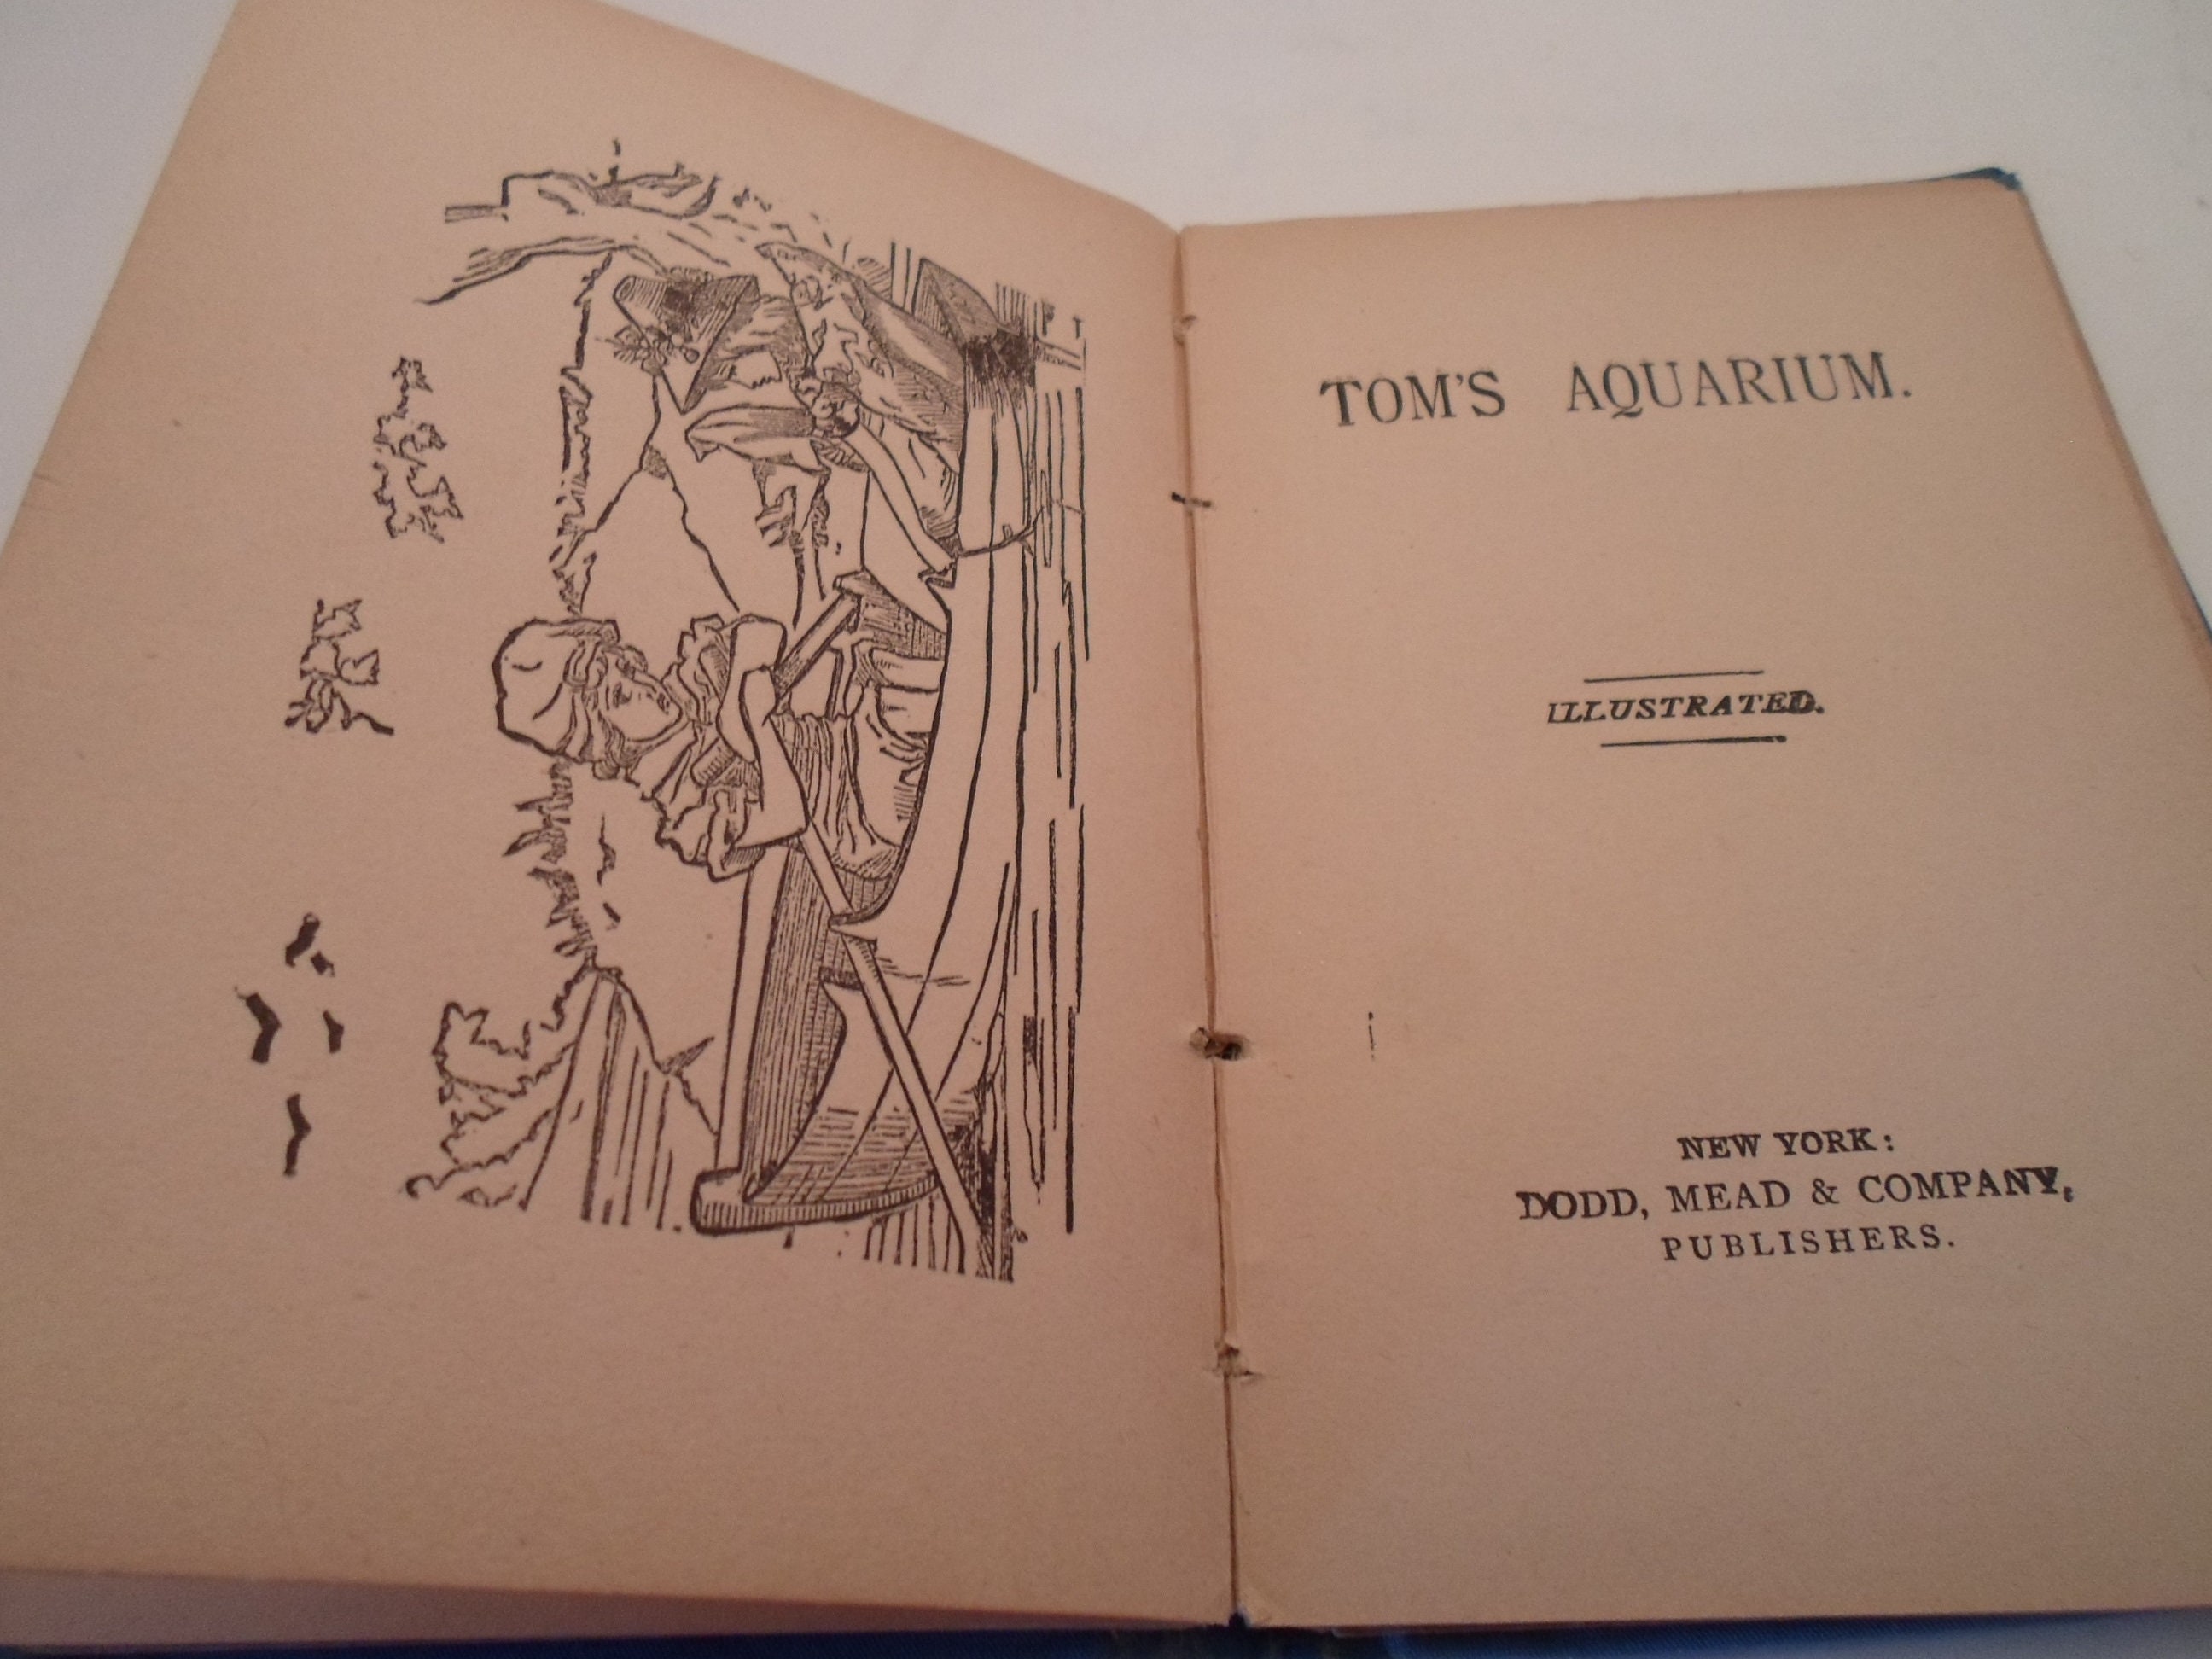 TOM'S AQUARIUM.
ILLUSTRATED.
NEW YORK:
DODD, MEAD & COMPANY,
PUBLISHERS.